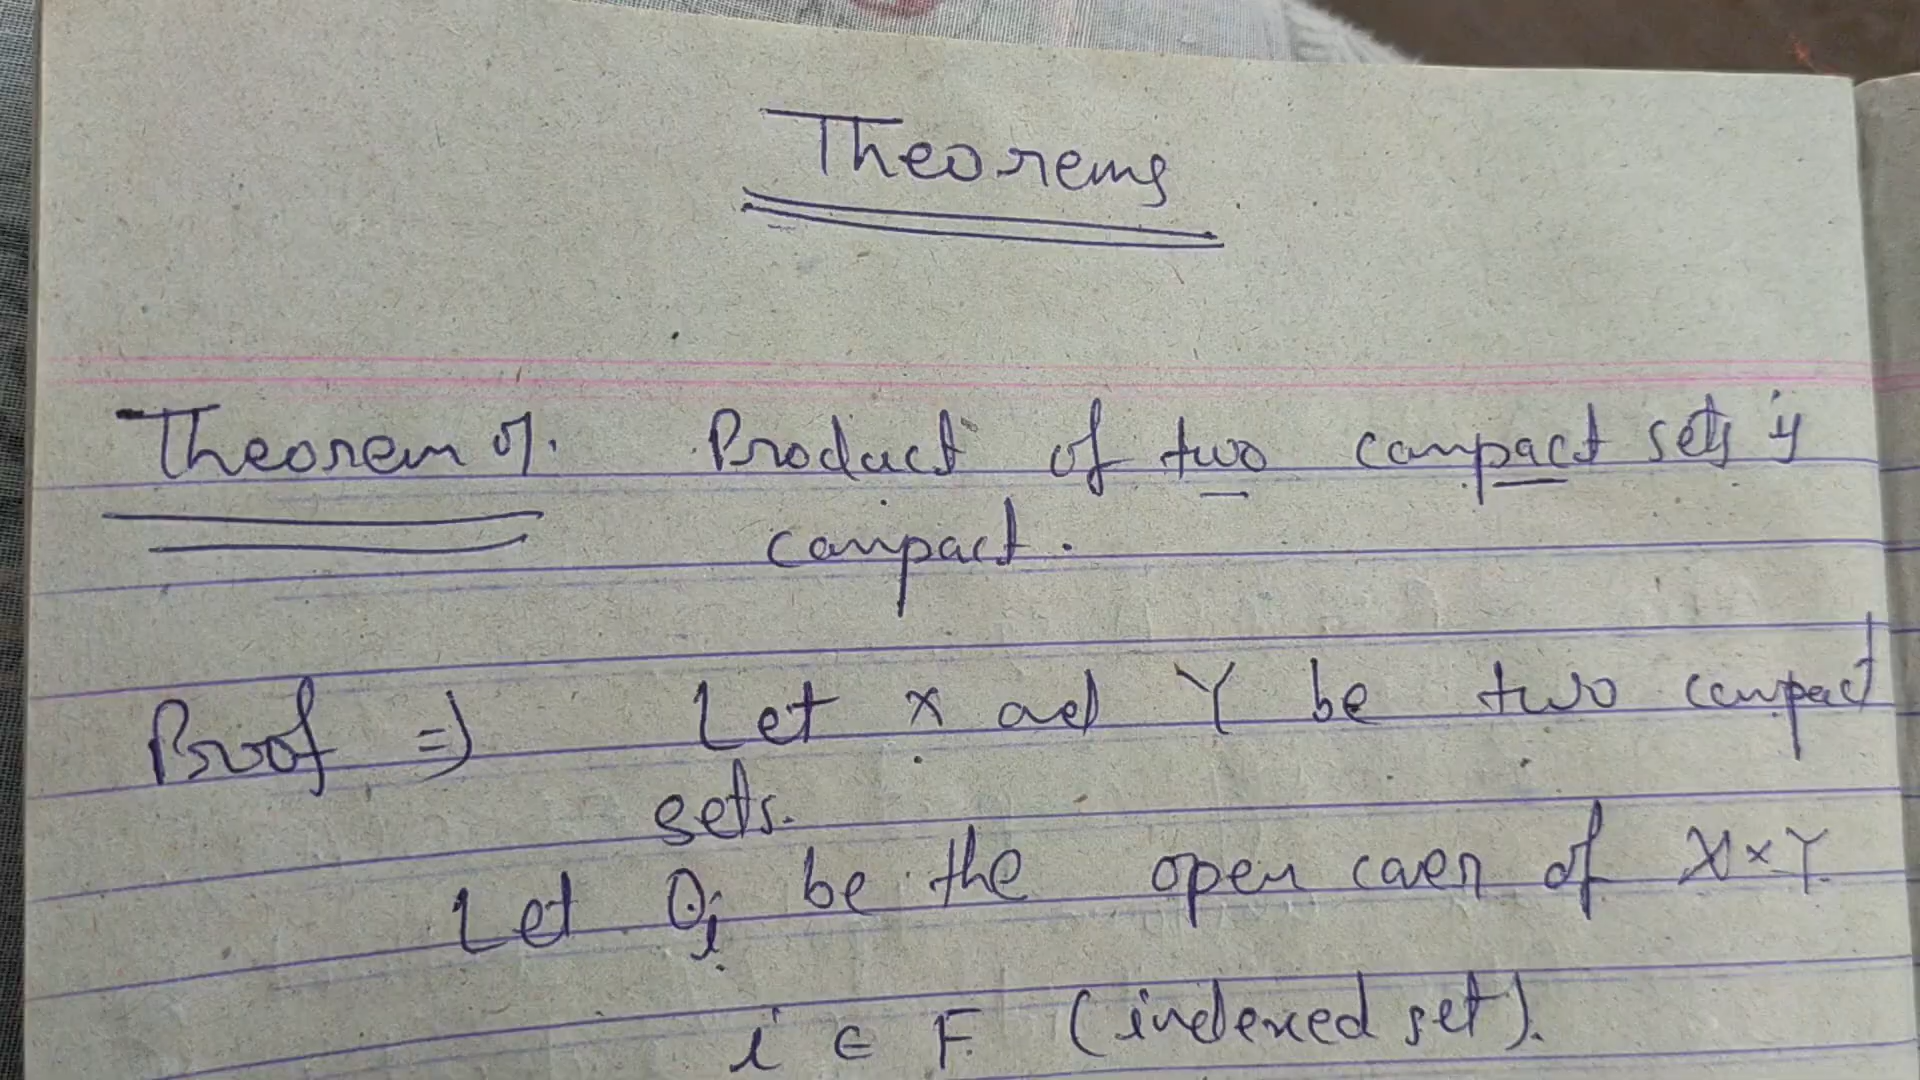 Theorems
Theorem 01. Product of two compact sets is
compact.
Proof => Let X and Y be two compact
sets.
Let Oi be the open cover of X×Y
i ∈ F (indexed set).